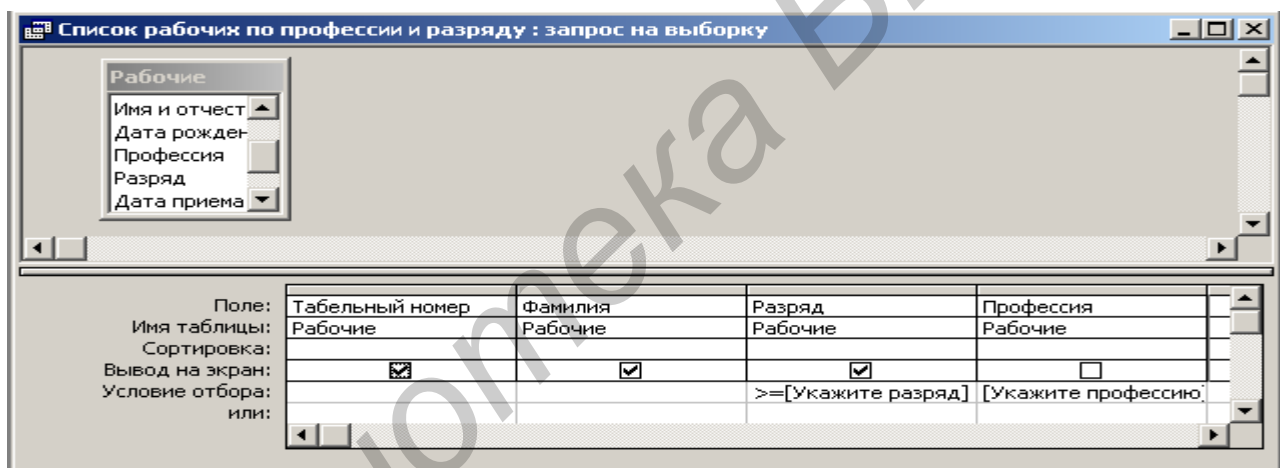 Список рабочих по профессии и разряду : запрос на выборку
Рабочие
Имя и отчест
Дата рожден
Профессия
Разряд
Дата приема
Поле: Табельный номер Фамилия Разряд Профессия
Имя таблицы: Рабочие Рабочие Рабочие Рабочие
Сортировка:
Вывод на экран:
Условие отбора: >=[Укажите разряд] [Укажите профессию]
или: